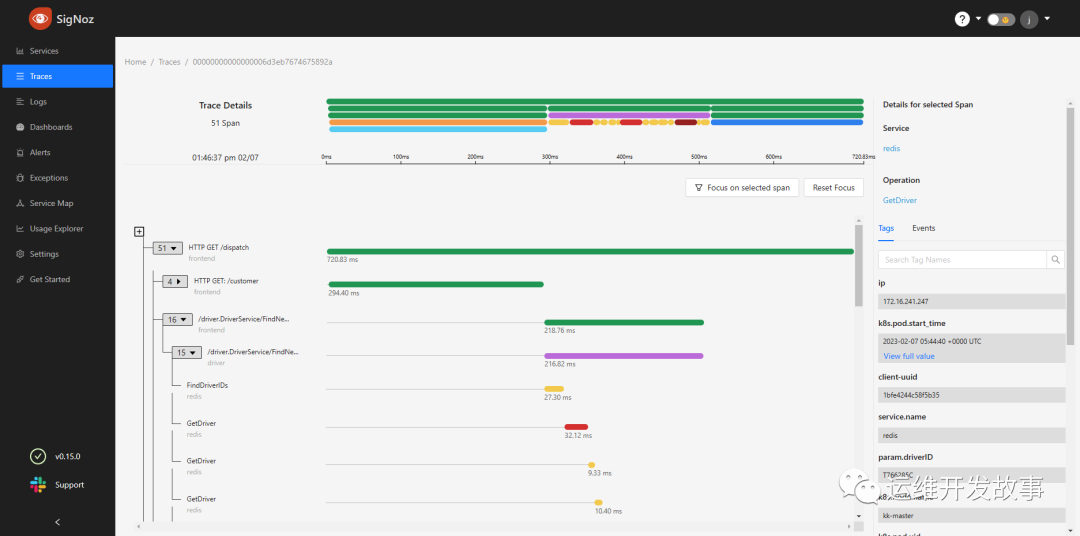 SigNoz
?
j
Services
Traces
Logs
Dashboards
Alerts
Exceptions
Service Map
Usage Explorer
Settings
Get Started
v0.15.0
Support
Home / Traces / 00000000000000006d3eb7674675892a
Trace Details
51 Span
01:46:37 pm 02/07
0ms 100ms 200ms 300ms 400ms 500ms 600ms 720.83ms
Focus on selected span
Reset Focus
51 HTTP GET /dispatch
frontend
720.83 ms
4 HTTP GET: /customer
frontend
294.40 ms
16 /driver.DriverService/FindNe...
frontend
218.76 ms
15 /driver.DriverService/FindNe...
driver
216.82 ms
FindDriverIDs
redis
27.30 ms
GetDriver
redis
32.12 ms
GetDriver
redis
9.33 ms
GetDriver
redis
10.40 ms
Details for selected Span
Service
redis
Operation
GetDriver
Tags Events
Search Tag Names
ip
172.16.241.247
k8s.pod.start_time
2023-02-07 05:44:40 +0000 UTC
View full value
client-uuid
1bfe4244c58f5b35
service.name
redis
param.driverID
T766285C
kk-master
运维开发故事